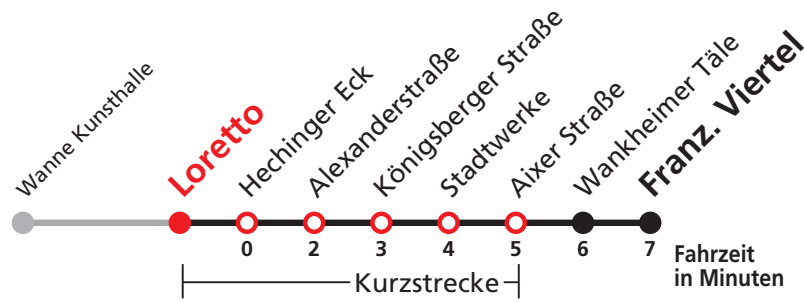 Wanne Kunsthalle
Loretto
Hechinger Eck
Alexanderstraße
Königsberger Straße
Stadtwerke
Aixer Straße
Wankheimer Täle
Franz. Viertel
0 2 3 4 5 6 7
Fahrzeit
in Minuten
Kurzstrecke